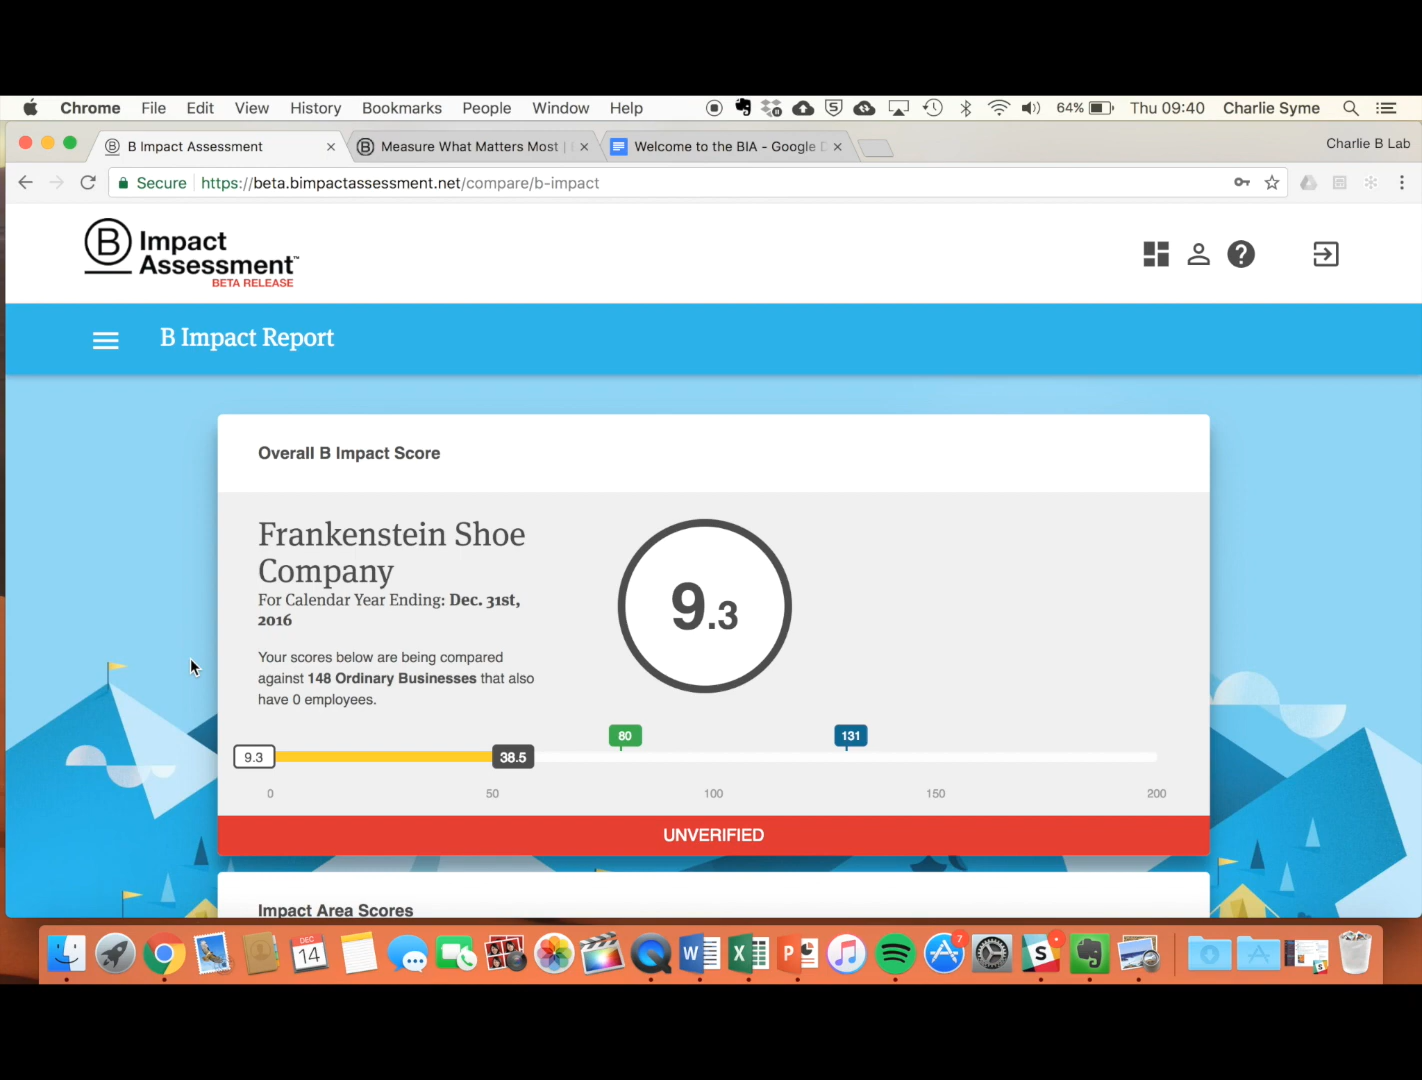 Chrome File Edit View History Bookmarks People Window Help 64% Thu 09:40 Charlie Syme
B Impact Assessment Measure What Matters Most | Welcome to the BIA - Google Charlie B Lab
Secure https://beta.bimpactassessment.net/compare/b-impact
B Impact
Assessment™
BETA RELEASE
B Impact Report
Overall B Impact Score
Frankenstein Shoe
Company
For Calendar Year Ending: Dec. 31st,
2016
9.3
Your scores below are being compared
against 148 Ordinary Businesses that also
have 0 employees.
80 131
9.3 38.5
0 50 100 150 200
UNVERIFIED
Impact Area Scores
DEC
14
7